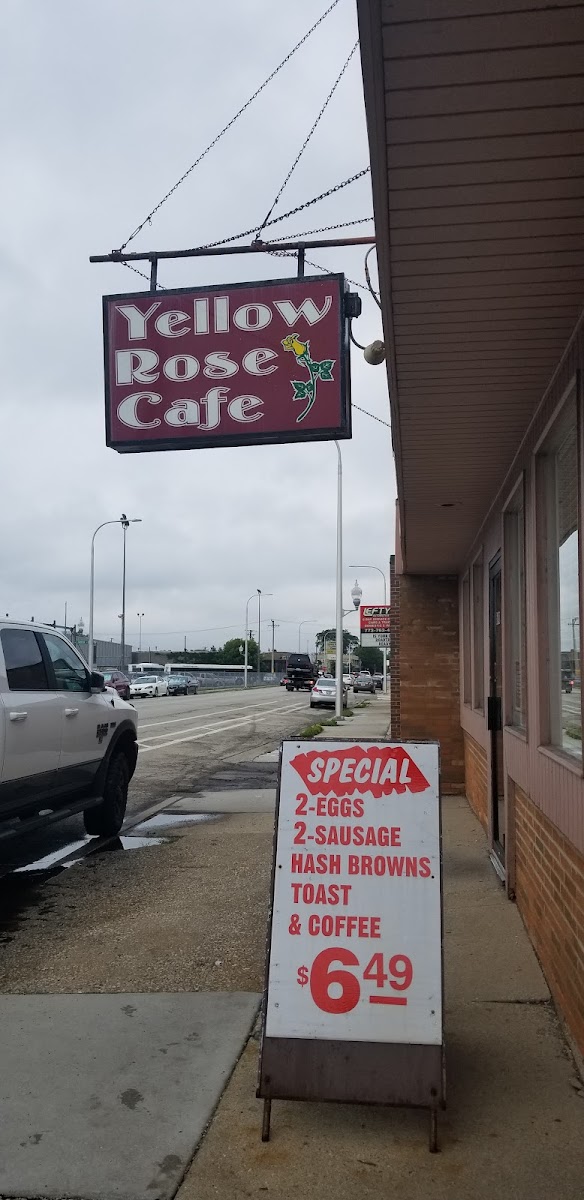 Yellow
Rose
Cafe
SPECIAL
2-EGGS
2-SAUSAGE
HASH BROWNS
TOAST
& COFFEE
$6 49